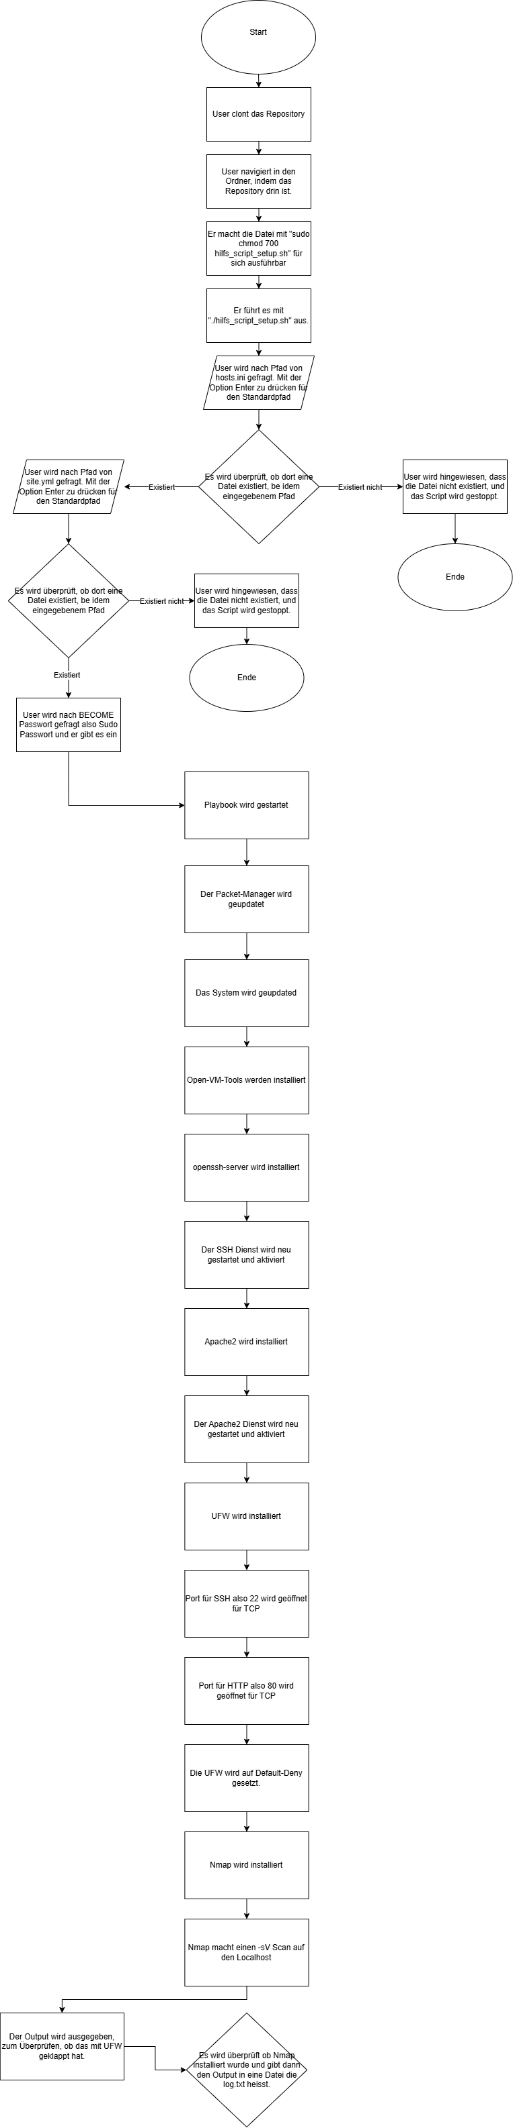 Start
User clont das Repository
User navigiert in den
Ordner, indem das
Repository drin ist.
Er macht die Datei mit "sudo
chmod 700
hilfs_script_setup.sh" für
sich ausführbar
Er führt es mit
"./hilfs_script_setup.sh" aus.
User wird nach Pfad von
hosts.ini gefragt. Mit der
Option Enter zu drücken für
den Standardpfad
Es wird überprüft, ob dort eine
Datei existiert, be idem
eingegebenem Pfad
Existiert
Existiert nicht
User wird hingewiesen, dass
die Datei nicht existiert, und
das Script wird gestoppt.
Ende
User wird nach Pfad von
site.yml gefragt. Mit der
Option Enter zu drücken für
den Standardpfad
Es wird überprüft, ob dort eine
Datei existiert, be idem
eingegebenem Pfad
Existiert nicht
User wird hingewiesen, dass
die Datei nicht existiert, und
das Script wird gestoppt.
Ende
Existiert
User wird nach BECOME
Passwort gefragt also Sudo
Passwort und er gibt es ein
Playbook wird gestartet
Der Packet-Manager wird
geupdatet
Das System wird geupdated
Open-VM-Tools werden installiert
openssh-server wird installiert
Der SSH Dienst wird neu
gestartet und aktiviert
Apache2 wird installiert
Der Apache2 Dienst wird neu
gestartet und aktiviert
UFW wird installiert
Port für SSH also 22 wird geöffnet
für TCP
Port für HTTP also 80 wird
geöffnet für TCP
Die UFW wird auf Default-Deny
gesetzt.
Nmap wird installiert
Nmap macht einen -sV Scan auf
den Localhost
Der Output wird ausgegeben,
zum Überprüfen, ob das mit UFW
geklappt hat.
Es wird überprüft ob Nmap
installiert wurde und gibt dann
den Output in eine Datei die
log.txt heisst.